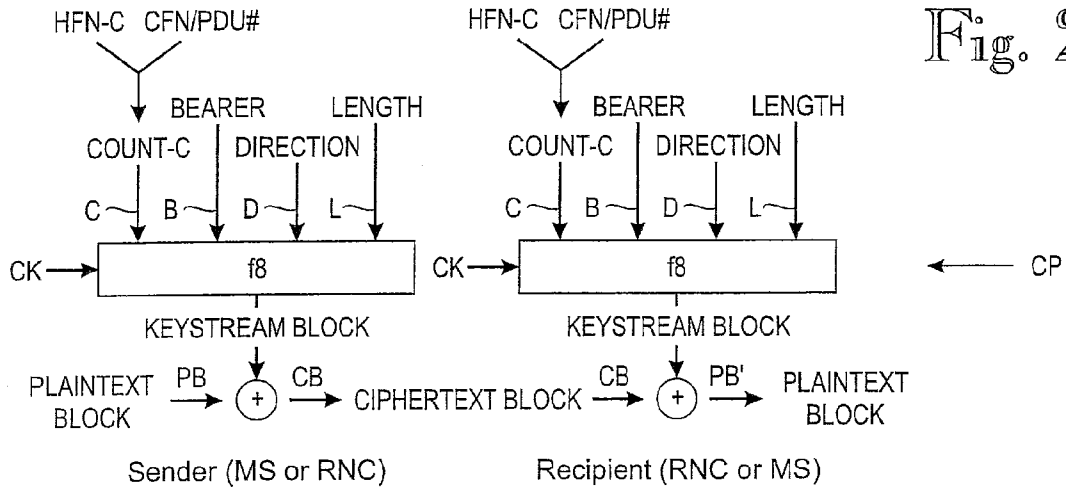 HFN-C CFN/PDU# HFN-C CFN/PDU# Fig. 2
BEARER LENGTH BEARER LENGTH
COUNT-C DIRECTION COUNT-C DIRECTION
C B D L C B D L
CK f8 CK f8 CP
KEYSTREAM BLOCK KEYSTREAM BLOCK
PLAINTEXT BLOCK PB + CB CIPHERTEXT BLOCK CB + PB' PLAINTEXT BLOCK
Sender (MS or RNC) Recipient (RNC or MS)